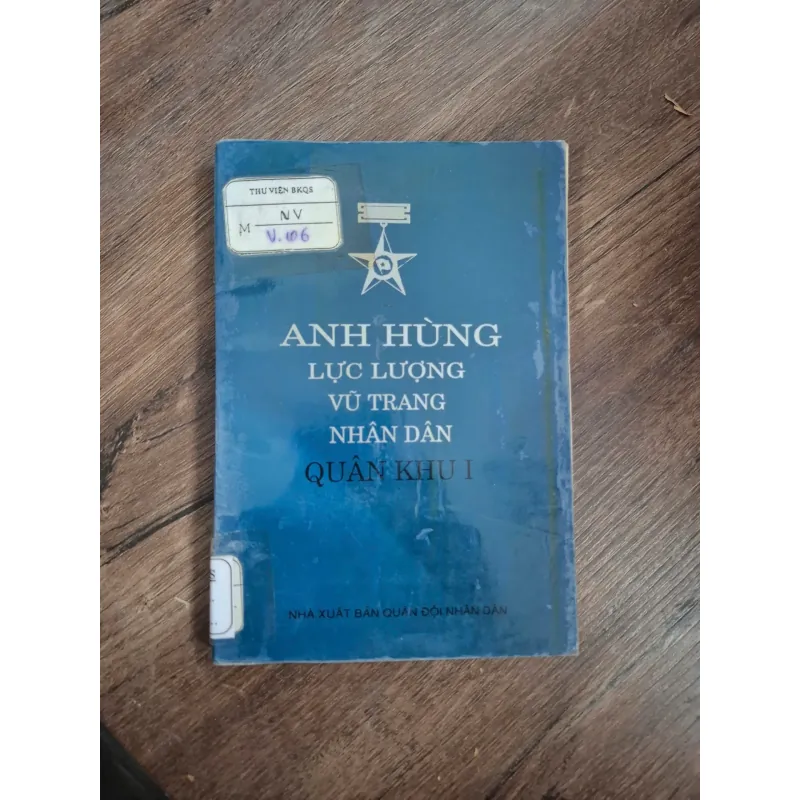 THƯ VIỆN BKQS
M NV
V.106
ANH HÙNG
LỰC LƯỢNG
VŨ TRANG
NHÂN DÂN
QUÂN KHU I
S
NHÀ XUẤT BẢN QUÂN ĐỘI NHÂN DÂN